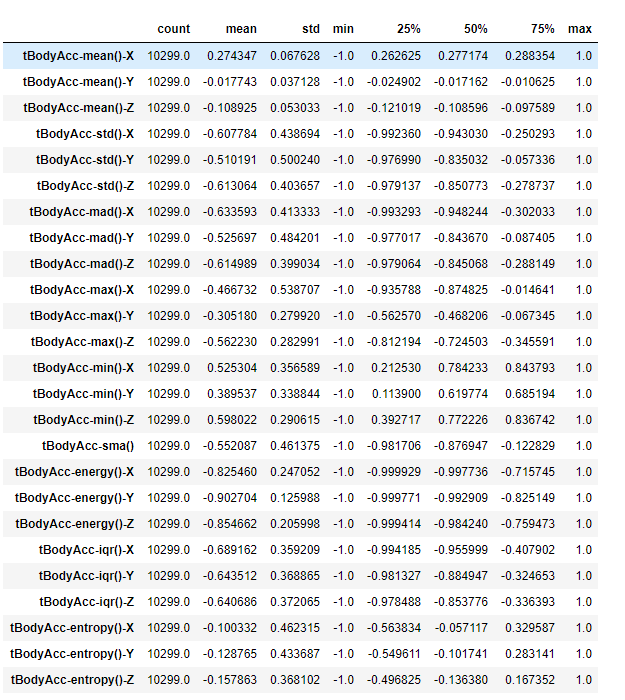 count mean std min 25% 50% 75% max
tBodyAcc-mean()-X 10299.0 0.274347 0.067628 -1.0 0.262625 0.277174 0.288354 1.0
tBodyAcc-mean()-Y 10299.0 -0.017743 0.037128 -1.0 -0.024902 -0.017162 -0.010625 1.0
tBodyAcc-mean()-Z 10299.0 -0.108925 0.053033 -1.0 -0.121019 -0.108596 -0.097589 1.0
tBodyAcc-std()-X 10299.0 -0.607784 0.438694 -1.0 -0.992360 -0.943030 -0.250293 1.0
tBodyAcc-std()-Y 10299.0 -0.510191 0.500240 -1.0 -0.976990 -0.835032 -0.057336 1.0
tBodyAcc-std()-Z 10299.0 -0.613064 0.403657 -1.0 -0.979137 -0.850773 -0.278737 1.0
tBodyAcc-mad()-X 10299.0 -0.633593 0.413333 -1.0 -0.993293 -0.948244 -0.302033 1.0
tBodyAcc-mad()-Y 10299.0 -0.525697 0.484201 -1.0 -0.977017 -0.843670 -0.087405 1.0
tBodyAcc-mad()-Z 10299.0 -0.614989 0.399034 -1.0 -0.979064 -0.845068 -0.288149 1.0
tBodyAcc-max()-X 10299.0 -0.466732 0.538707 -1.0 -0.935788 -0.874825 -0.014641 1.0
tBodyAcc-max()-Y 10299.0 -0.305180 0.279920 -1.0 -0.562570 -0.468206 -0.067345 1.0
tBodyAcc-max()-Z 10299.0 -0.562230 0.282991 -1.0 -0.812194 -0.724503 -0.345591 1.0
tBodyAcc-min()-X 10299.0 0.525304 0.356589 -1.0 0.212530 0.784233 0.843793 1.0
tBodyAcc-min()-Y 10299.0 0.389537 0.338844 -1.0 0.113900 0.619774 0.685194 1.0
tBodyAcc-min()-Z 10299.0 0.598022 0.290615 -1.0 0.392717 0.772226 0.836742 1.0
tBodyAcc-sma() 10299.0 -0.552087 0.461375 -1.0 -0.981706 -0.876947 -0.122829 1.0
tBodyAcc-energy()-X 10299.0 -0.825460 0.247052 -1.0 -0.999929 -0.997736 -0.715745 1.0
tBodyAcc-energy()-Y 10299.0 -0.902704 0.125988 -1.0 -0.999771 -0.992909 -0.825149 1.0
tBodyAcc-energy()-Z 10299.0 -0.854662 0.205998 -1.0 -0.999414 -0.984240 -0.759473 1.0
tBodyAcc-iqr()-X 10299.0 -0.689162 0.359209 -1.0 -0.994185 -0.955999 -0.407902 1.0
tBodyAcc-iqr()-Y 10299.0 -0.643512 0.368865 -1.0 -0.981327 -0.884947 -0.324653 1.0
tBodyAcc-iqr()-Z 10299.0 -0.640686 0.372065 -1.0 -0.978488 -0.853776 -0.336393 1.0
tBodyAcc-entropy()-X 10299.0 -0.100332 0.462315 -1.0 -0.563834 -0.057117 0.329587 1.0
tBodyAcc-entropy()-Y 10299.0 -0.128765 0.433687 -1.0 -0.549611 -0.101741 0.283141 1.0
tBodyAcc-entropy()-Z 10299.0 -0.157863 0.368102 -1.0 -0.496825 -0.136380 0.167352 1.0